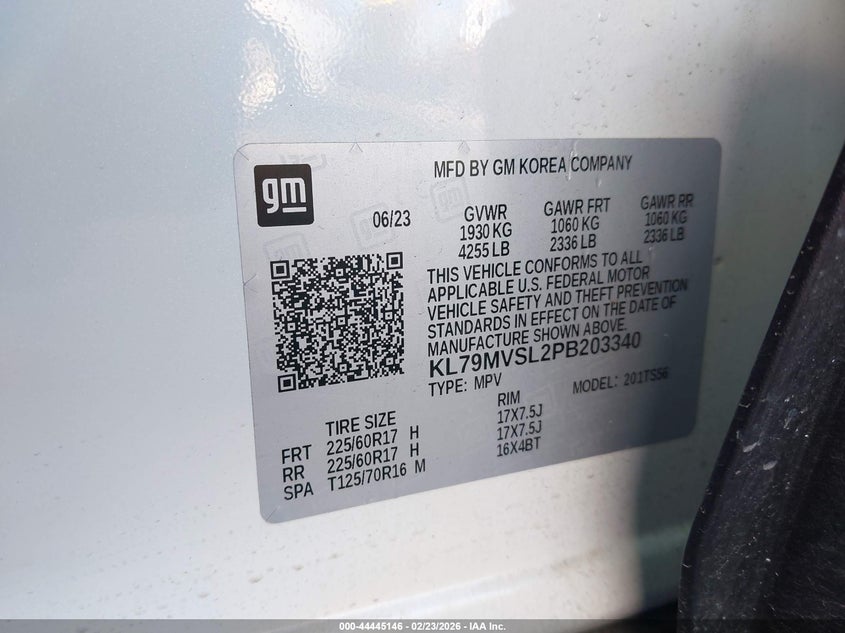 MFD BY GM KOREA COMPANY
gm
06/23
GVWR GAWR FRT GAWR RR
1930 KG 1060 KG 1060 KG
4255 LB 2336 LB 2336 LB
THIS VEHICLE CONFORMS TO ALL
APPLICABLE U.S. FEDERAL MOTOR
VEHICLE SAFETY AND THEFT PREVENTION
STANDARDS IN EFFECT ON THE DATE OF
MANUFACTURE SHOWN ABOVE.
KL79MVSL2PB203340
TYPE: MPV MODEL: 201TS56
TIRE SIZE RIM
FRT 225/60R17 H 17X7.5J
RR 225/60R17 H 17X7.5J
SPA T125/70R16 M 16X4BT
000-44445146 - 02/23/2026 - IAA Inc.